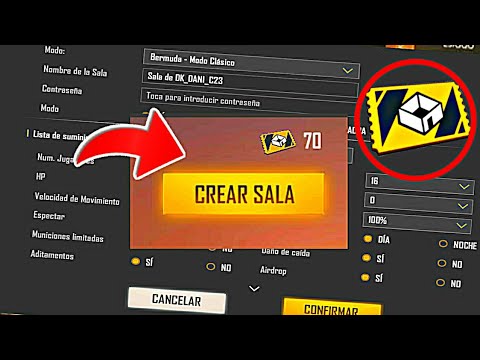 Modo:
Bermuda - Modo Clásico
Nombre de la Sala
Sala de DK_DANI_C23
Contraseña
Toca para introducir contraseña
Modo
Lista de sumini
70
CREAR SALA
Num. Jugadores
16
HP
0
Velocidad de Movimiento
100%
Espectar
DÍA
NOCHE
Municiones limitadas
Daño de caída
SÍ
NO
Aditamentos
SÍ
NO
Airdrop
SÍ
NO
CANCELAR
CONFIRMAR